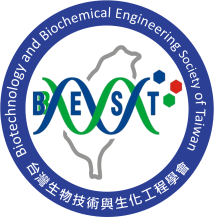 Biotechnology and Biochemical Engineering Society of Taiwan
BEST
台灣生物技術與生化工程學會